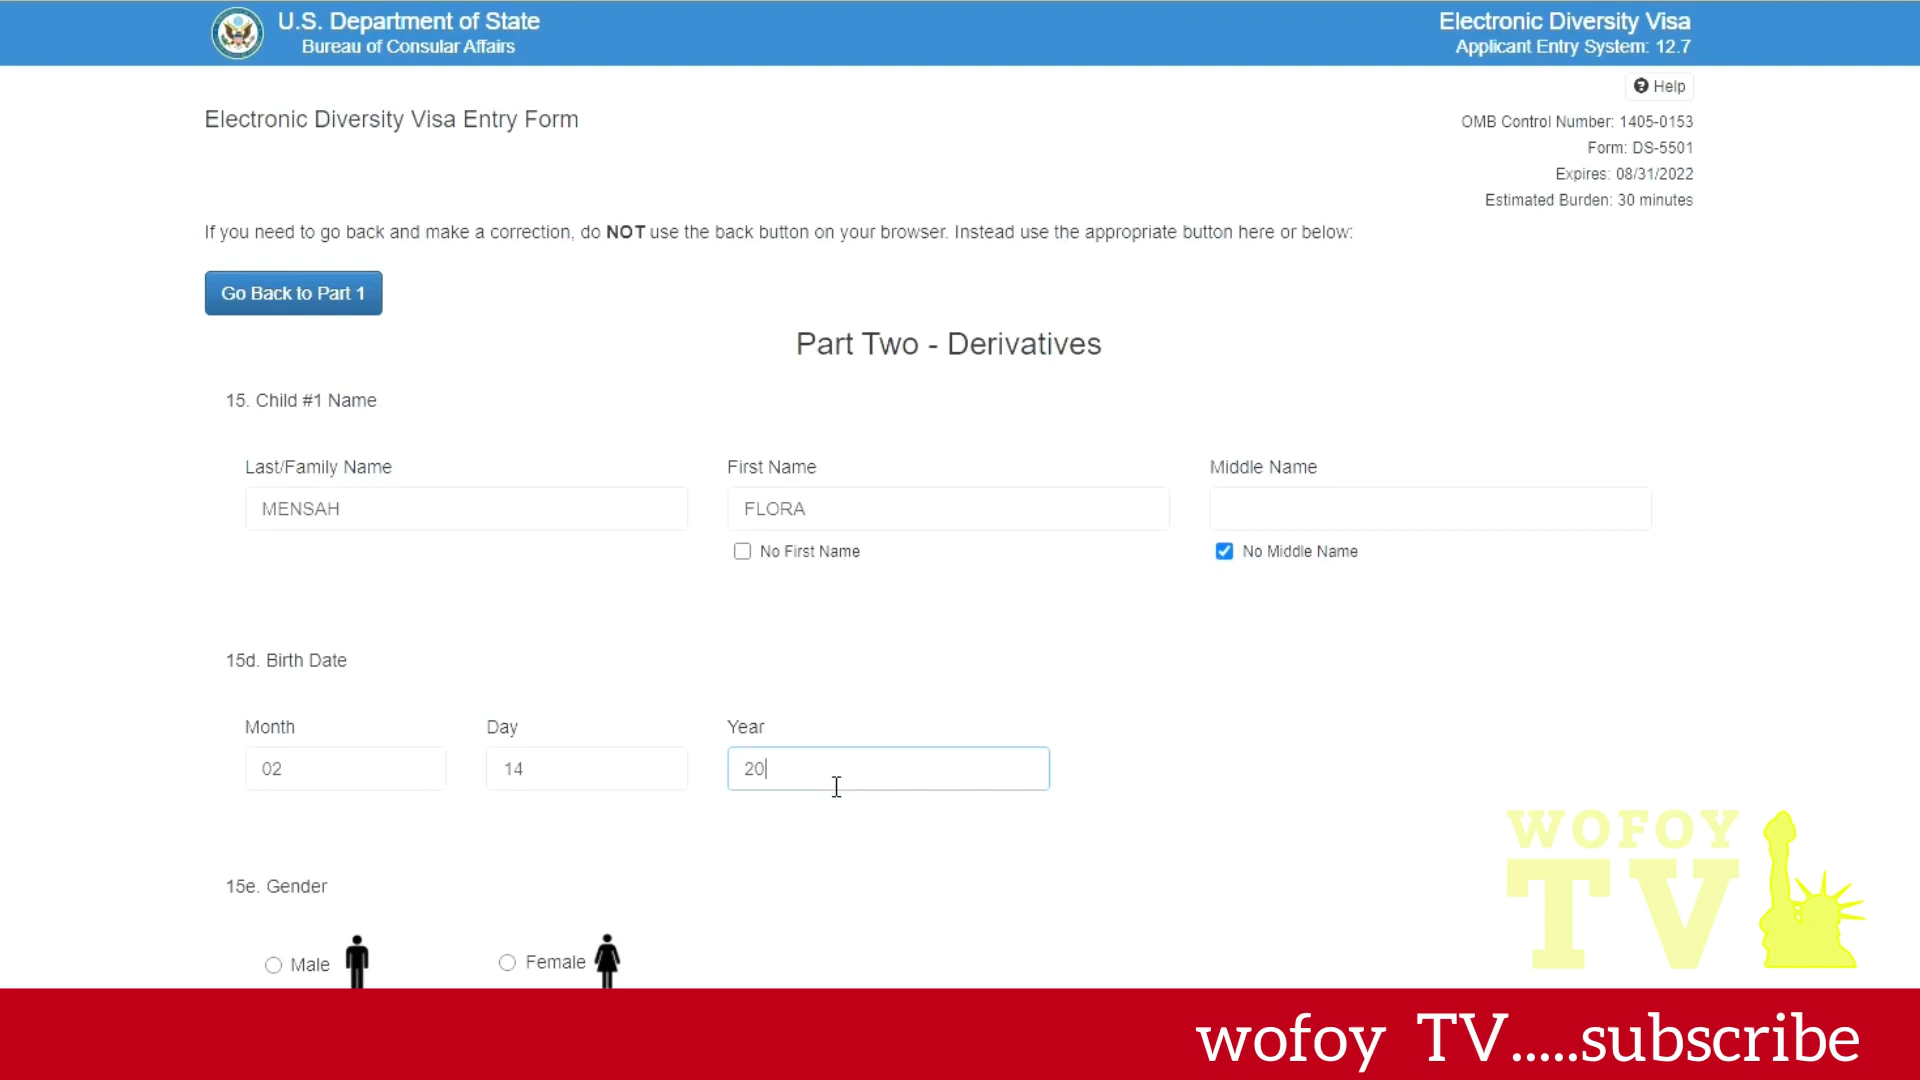 U.S. Department of State
Bureau of Consular Affairs
Electronic Diversity Visa
Applicant Entry System: 12.7
Help
Electronic Diversity Visa Entry Form
OMB Control Number: 1405-0153
Form: DS-5501
Expires: 08/31/2022
Estimated Burden: 30 minutes
If you need to go back and make a correction, do NOT use the back button on your browser. Instead use the appropriate button here or below:
Go Back to Part 1
Part Two - Derivatives
15. Child #1 Name
Last/Family Name First Name Middle Name
MENSAH FLORA
No First Name No Middle Name
15d. Birth Date
Month Day Year
02 14 20
15e. Gender
Male Female
WOFOY
TV
wofoy TV.....subscribe